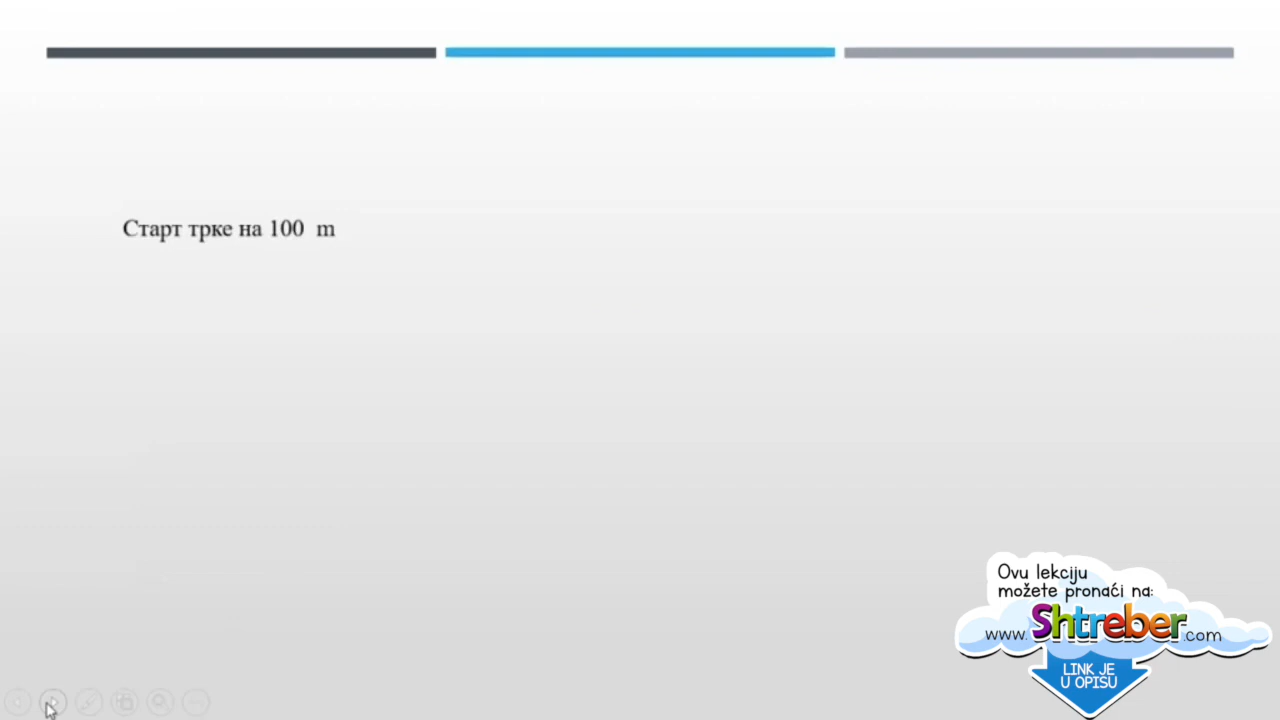 Старт трке на 100 m
Ovu lekciju
možete pronaći na:
www.Shtreber.com
LINK JE
U OPISU